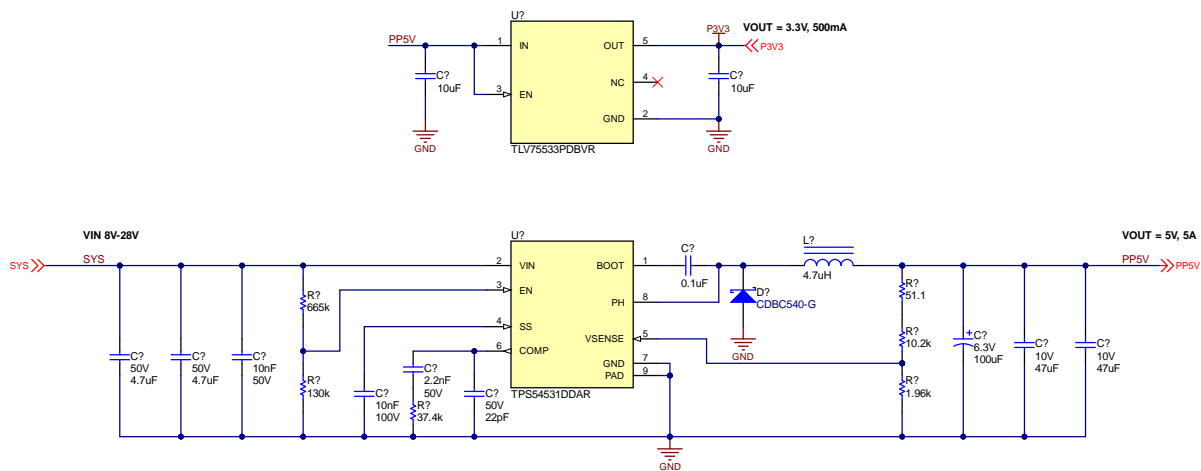 U?
P3V3
VOUT = 3.3V, 500mA
PP5V
1
IN
OUT
5
P3V3
C?
10uF
NC
4
C?
10uF
3
EN
GND
2
GND
TLV75533PDBVR
GND
VIN 8V-28V
U?
VOUT = 5V, 5A
SYS
SYS
2
VIN
BOOT
1
C?
0.1uF
L?
4.7uH
PP5V
PP5V
3
EN
PH
8
R?
665k
D?
CDBC540-G
R?
51.1
4
SS
VSENSE
5
GND
R?
10.2k
C?
6.3V
100uF
C?
10V
47uF
C?
10V
47uF
6
COMP
GND
7
PAD
9
TPS54531DDAR
C?
50V
4.7uF
C?
50V
4.7uF
C?
10nF
50V
R?
130k
C?
10nF
100V
C?
2.2nF
50V
R?
37.4k
C?
50V
22pF
R?
1.96k
GND